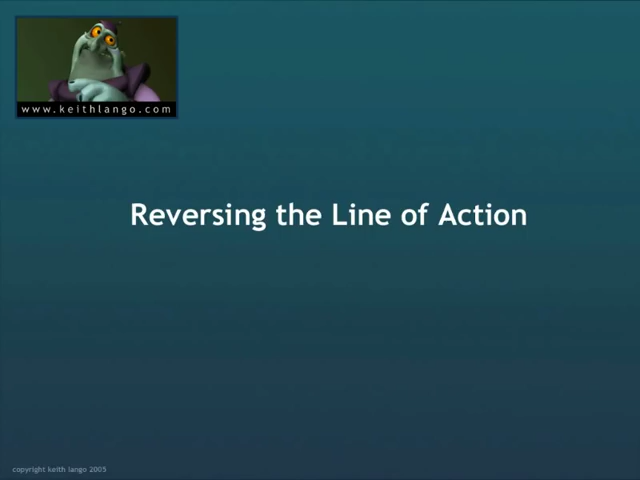 www.keithlango.com
Reversing the Line of Action
copyright keith lango 2005